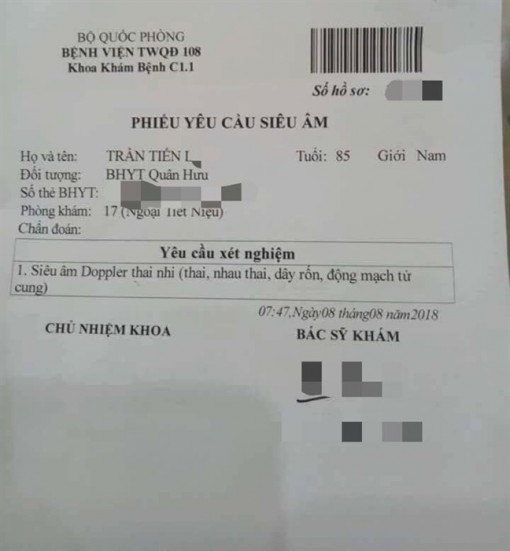 BỘ QUỐC PHÒNG
BỆNH VIỆN TWQĐ 108
Khoa Khám Bệnh C1.1
Số hồ sơ:
PHIẾU YÊU CẦU SIÊU ÂM
Họ và tên: TRẦN TIẾN Tuổi: 85 Giới Nam
Đối tượng: BHYT Quân Hưu
Số thẻ BHYT:
Phòng khám: 17 (Ngoại Tiết Niệu)
Chẩn đoán:
Yêu cầu xét nghiệm
1. Siêu âm Doppler thai nhi (thai, nhau thai, dây rốn, động mạch tử
cung)
07:47,Ngày08 tháng08 năm2018
CHỦ NHIỆM KHOA BÁC SỸ KHÁM